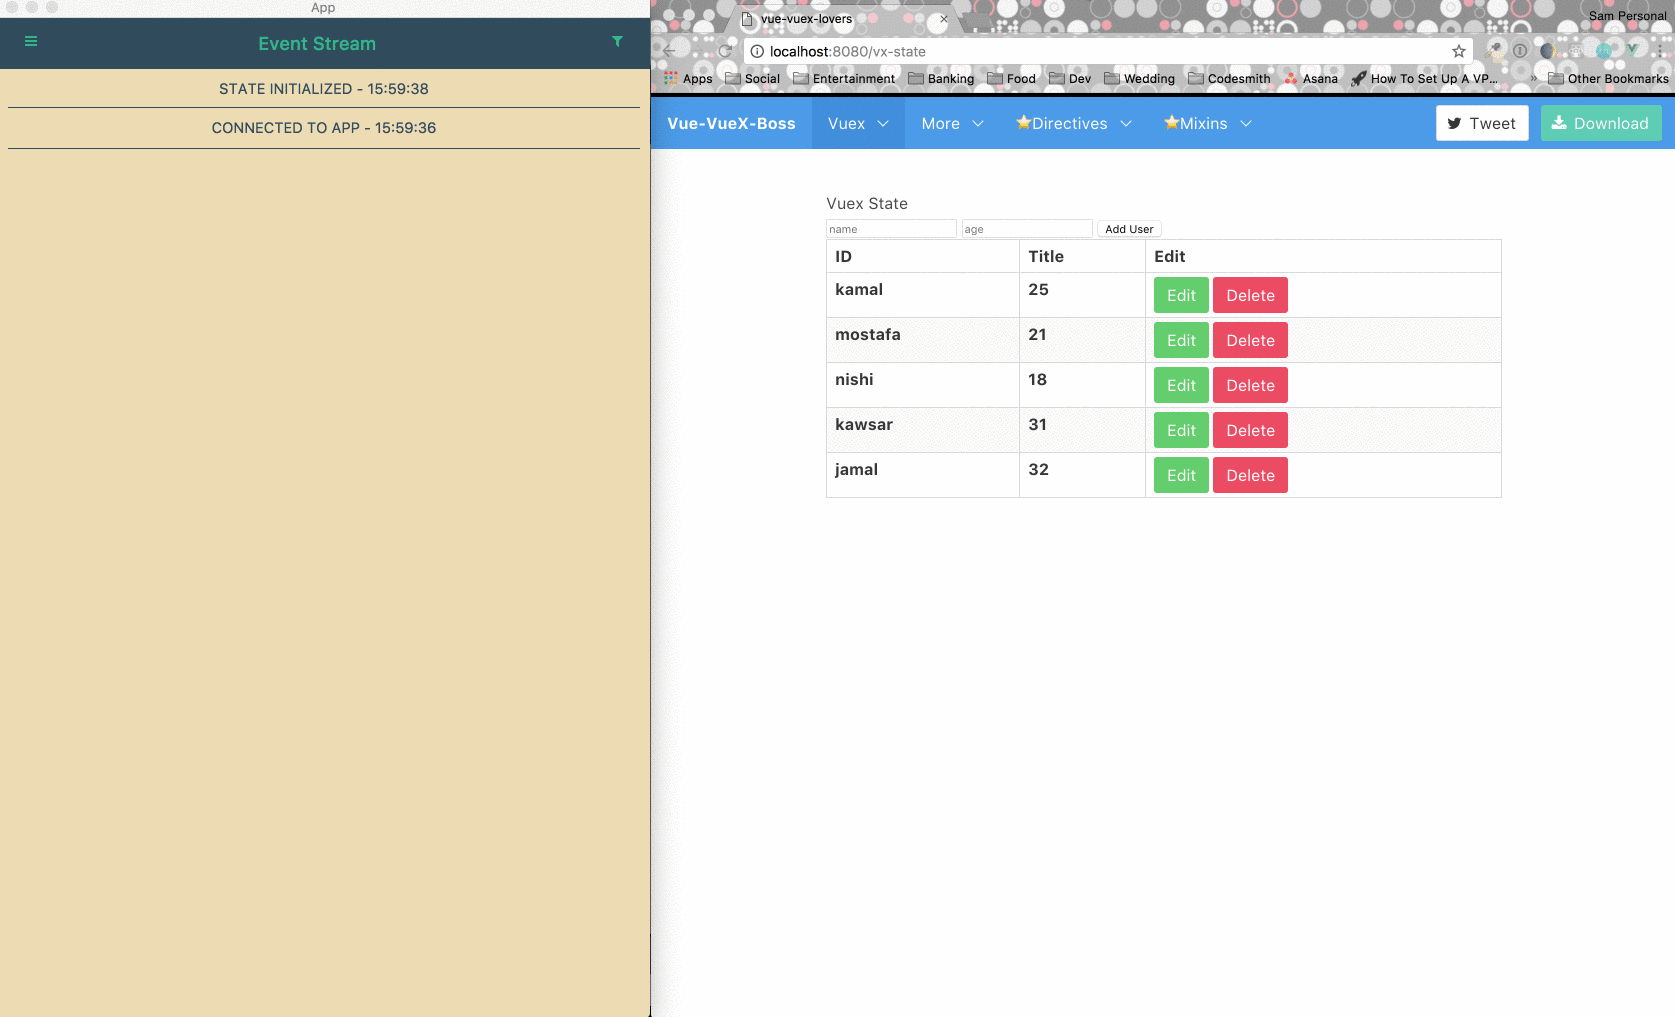 App
Event Stream
STATE INITIALIZED - 15:59:38
CONNECTED TO APP - 15:59:36
vue-vuex-lovers
Sam Personal
localhost:8080/vx-state
Apps Social Entertainment Banking Food Dev Wedding Codesmith Asana How To Set Up A VP... » Other Bookmarks
Vue-VueX-Boss Vuex More ⭐Directives ⭐Mixins Tweet Download
Vuex State
name age Add User
ID Title Edit
kamal 25 Edit Delete
mostafa 21 Edit Delete
nishi 18 Edit Delete
kawsar 31 Edit Delete
jamal 32 Edit Delete